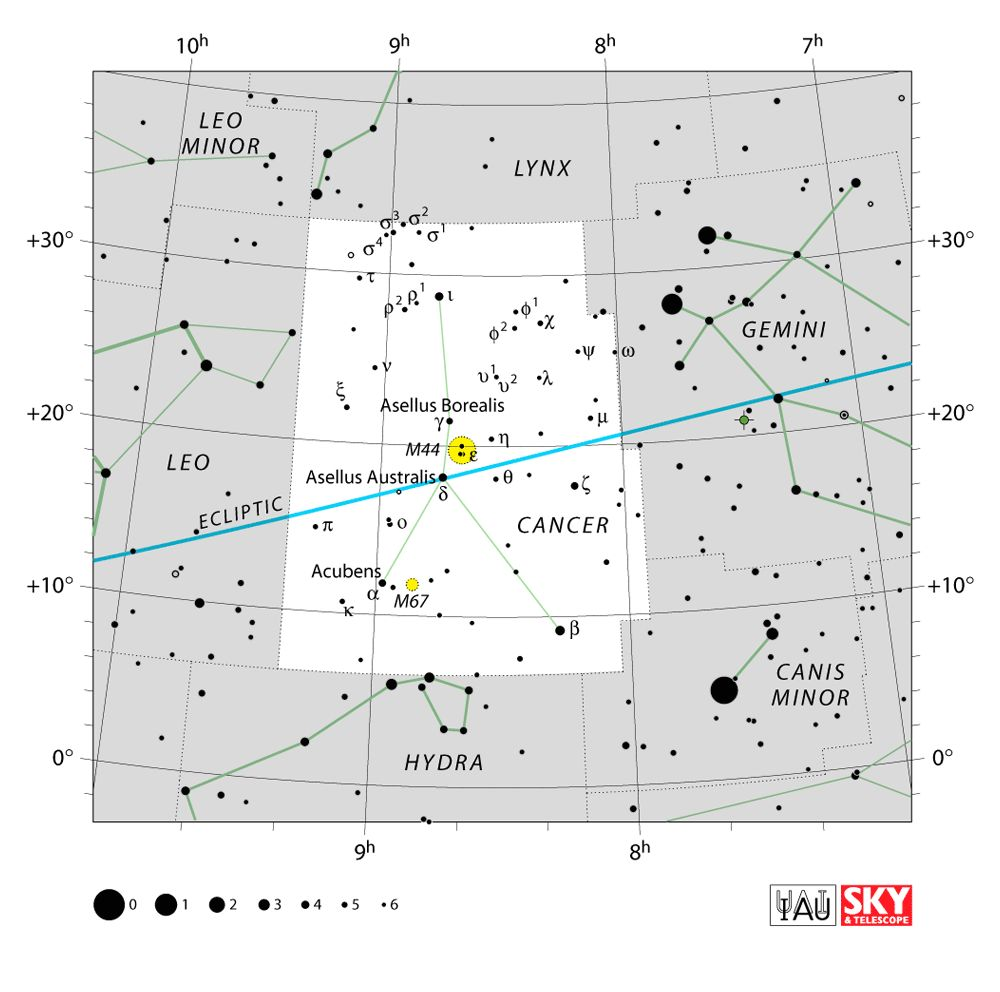 10ʰ 9ʰ 8ʰ 7ʰ
LEO
MINOR
LYNX
σ³ σ²
σ⁴ σ¹
+30° +30°
τ
ρ² ρ¹ ι
φ¹
φ² χ
GEMINI
ν
ψ ω
υ¹ υ² λ
ξ
Asellus Borealis
+20° +20°
γ μ
M44 ε η
LEO
Asellus Australis
δ θ ζ
ECLIPTIC
π ο CANCER
+10° +10°
Acubens
α M67
κ
β
CANIS
MINOR
0° 0°
HYDRA
9ʰ 8ʰ
0 1 2 3 4 5 6
IAU
SKY
& TELESCOPE